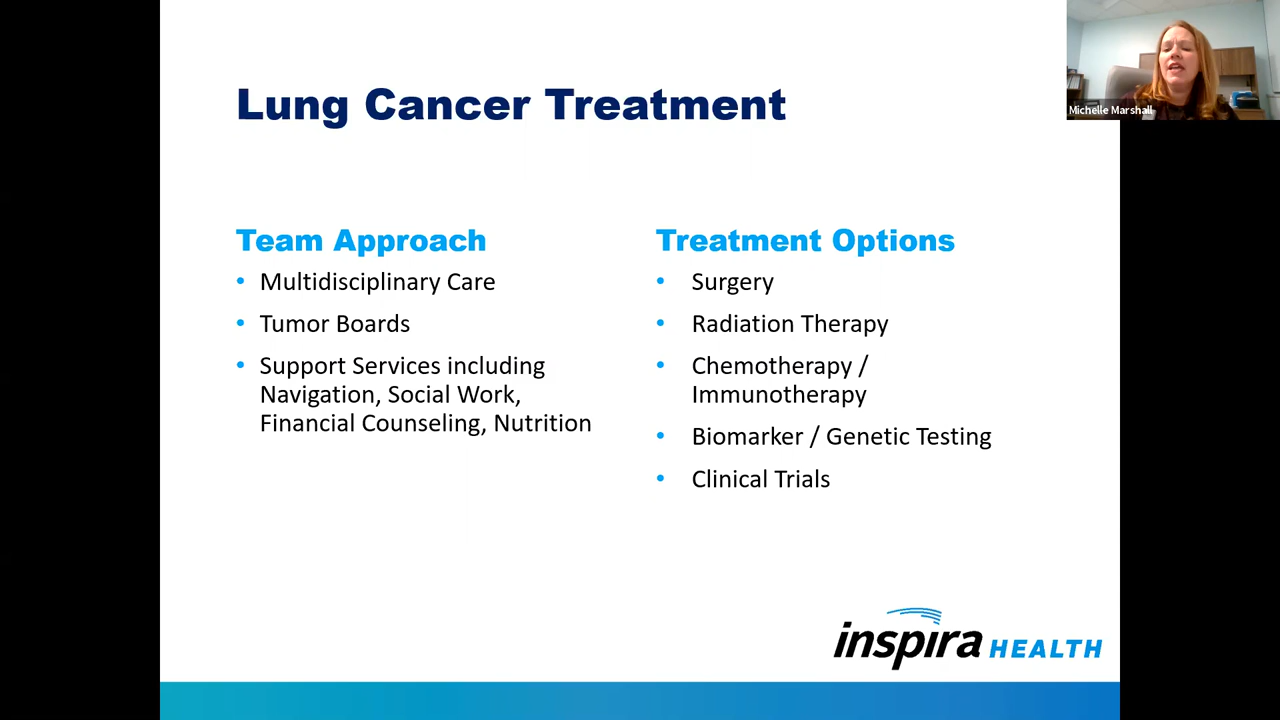 Lung Cancer Treatment
Michelle Marshall
Team Approach
• Multidisciplinary Care
• Tumor Boards
• Support Services including
Navigation, Social Work,
Financial Counseling, Nutrition
Treatment Options
• Surgery
• Radiation Therapy
• Chemotherapy /
Immunotherapy
• Biomarker / Genetic Testing
• Clinical Trials
inspira HEALTH